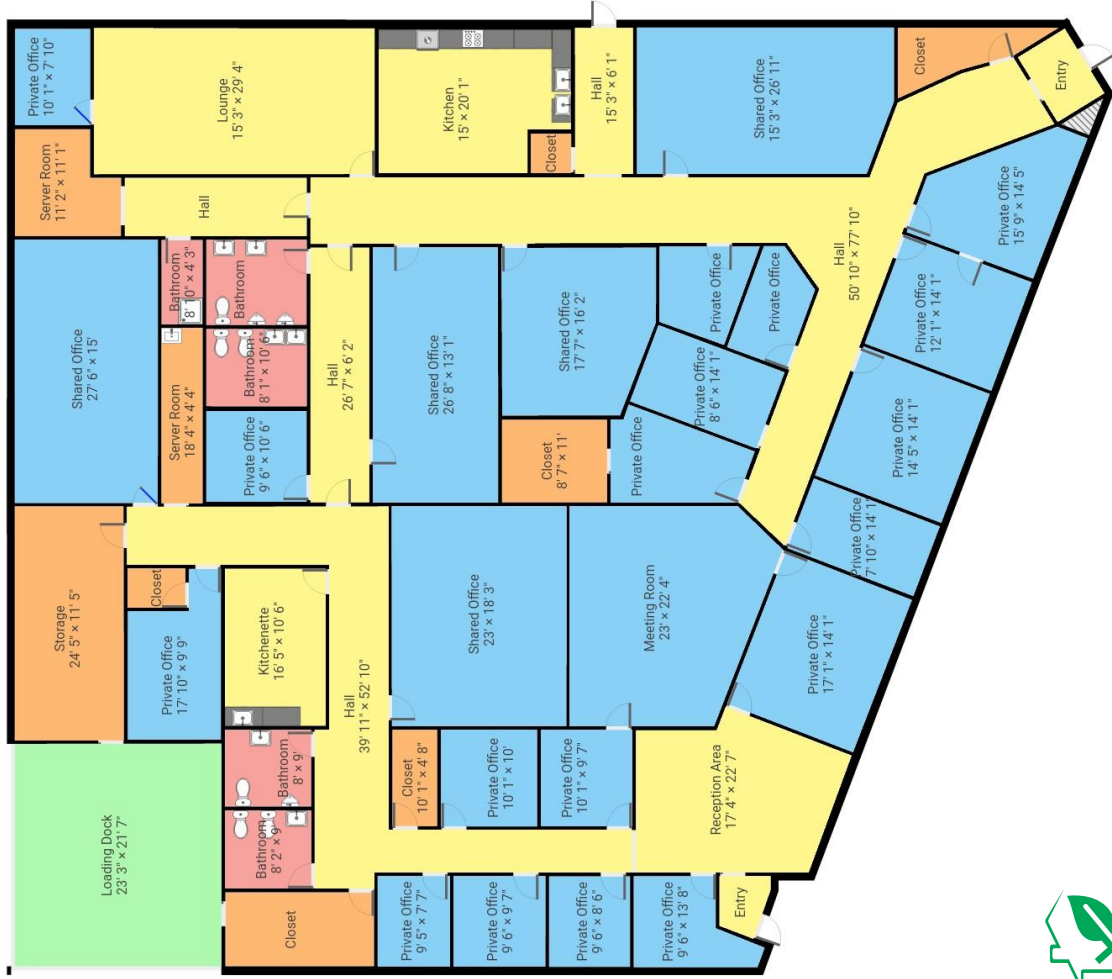 Private Office
10' 1" × 7' 10"
Lounge
15' 3" × 29' 4"
Kitchen
15' × 20' 1"
Closet
Hall
15' 3" × 6' 1"
Shared Office
15'3" × 26' 11"
Closet
Entry
Server Room
11' 2" × 11' 1"
Hall
Hall
50' 10" × 77' 10"
Private Office
15' 9" × 14' 5"
Private Office
12' 1" × 14' 1"
Private Office
14' 5" × 14' 1"
Private Office
7' 10" × 14' 1"
Private Office
17' 1" × 14' 1"
Shared Office
27' 6" × 15'
Bathroom
8' 10" × 4' 3"
Bathroom
Bathroom
8' 1" × 10' 6"
Server Room
18' 4" × 4' 4"
Private Office
9' 6" × 10' 6"
Hall
26' 7" × 6' 2"
Shared Office
26' 8" × 13' 1"
Shared Office
17' 7" × 16' 2"
Private Office
Private Office
Private Office
8' 6" × 14' 1"
Private Office
Closet
8' 7" × 11'
Storage
24' 5" × 11' 5"
Closet
Private Office
17' 10" × 9' 9"
Kitchenette
16' 5" × 10' 6"
Hall
39' 11" × 52' 10"
Shared Office
23' × 18' 3"
Meeting Room
23' × 22' 4"
Bathroom
8' × 9'
Bathroom
8' 2" × 9'
Closet
10' 1" × 4' 8"
Private Office
10' 1" × 10'
Private Office
10' 1" × 9' 7"
Reception Area
17' 4" × 22' 7"
Loading Dock
23' 3" × 21' 7"
Closet
Private Office
9' 5" × 7' 7"
Private Office
9' 6" × 9' 7"
Private Office
9' 6" × 8' 6"
Private Office
9' 6" × 13' 8"
Entry